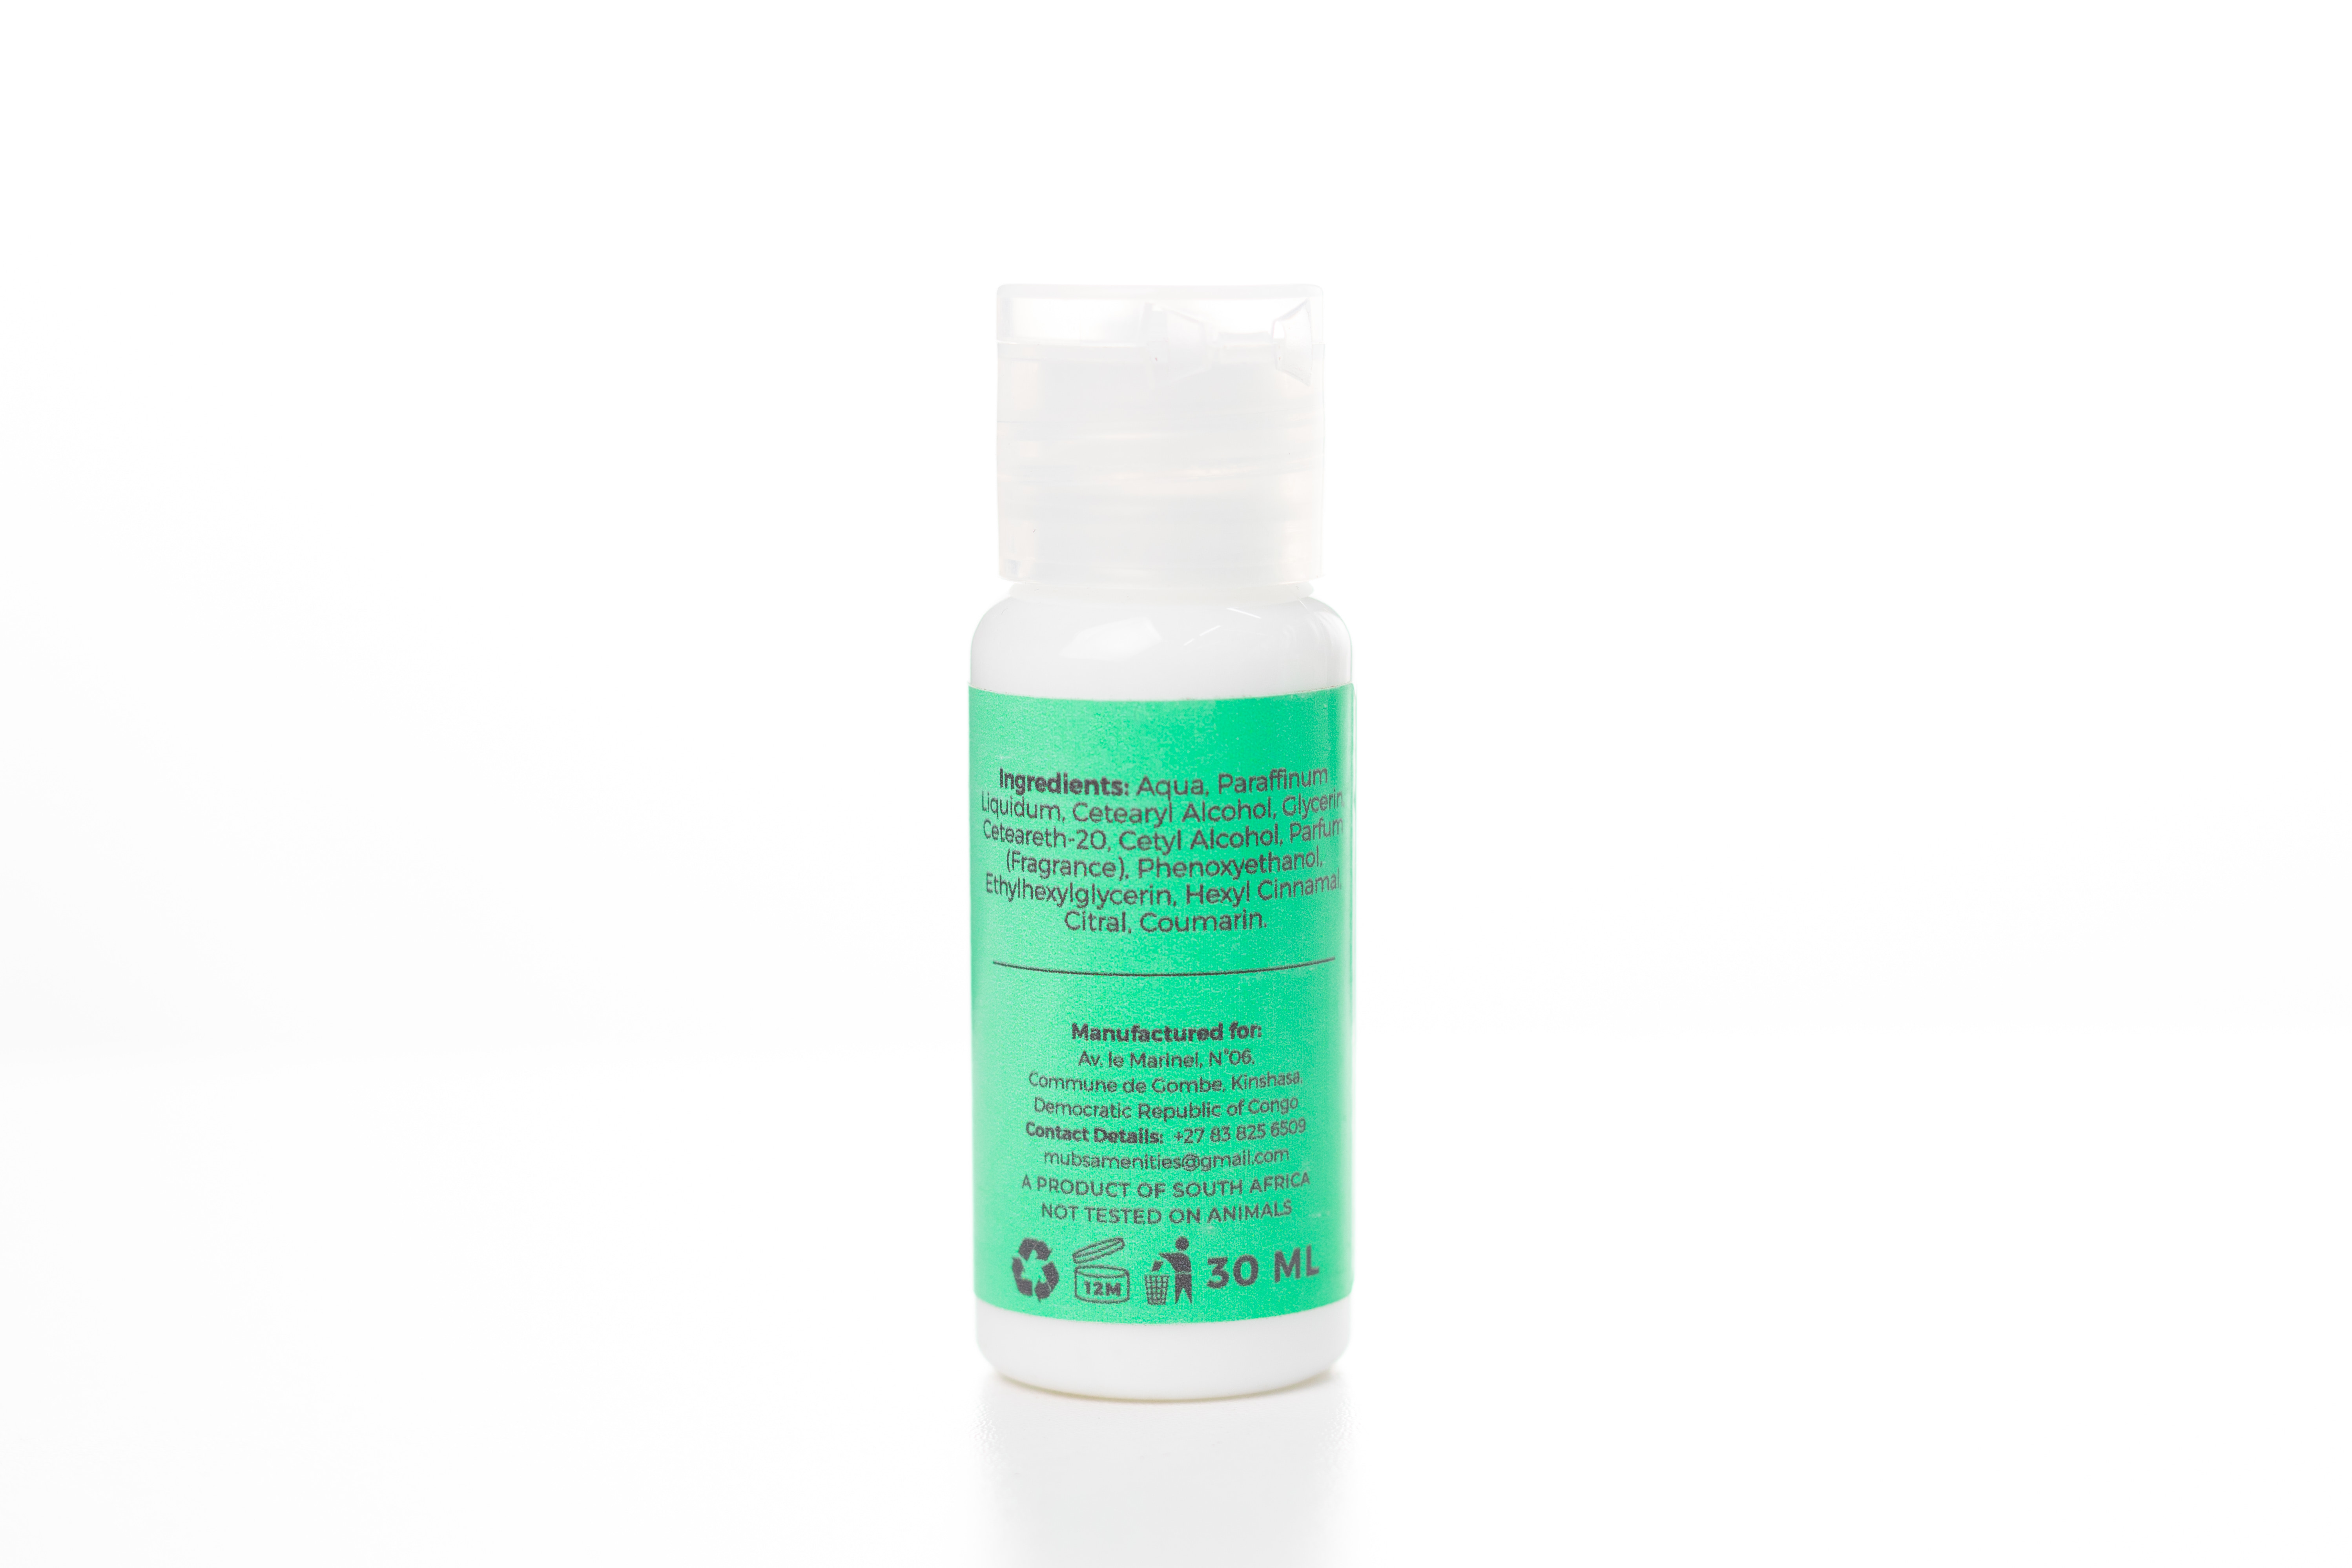 Ingredients: Aqua, Paraffinum
Liquidum, Cetearyl Alcohol, Glycerin,
Ceteareth-20, Cetyl Alcohol, Parfum
(Fragrance), Phenoxyethanol,
Ethylhexylglycerin, Hexyl Cinnamal,
Citral, Coumarin.
Manufactured for:
Av. le Marinel, N°06,
Commune de Gombe, Kinshasa,
Democratic Republic of Congo
Contact Details: +27 83 825 6509
mubsamenities@gmail.com
A PRODUCT OF SOUTH AFRICA
NOT TESTED ON ANIMALS
12M 30 ML